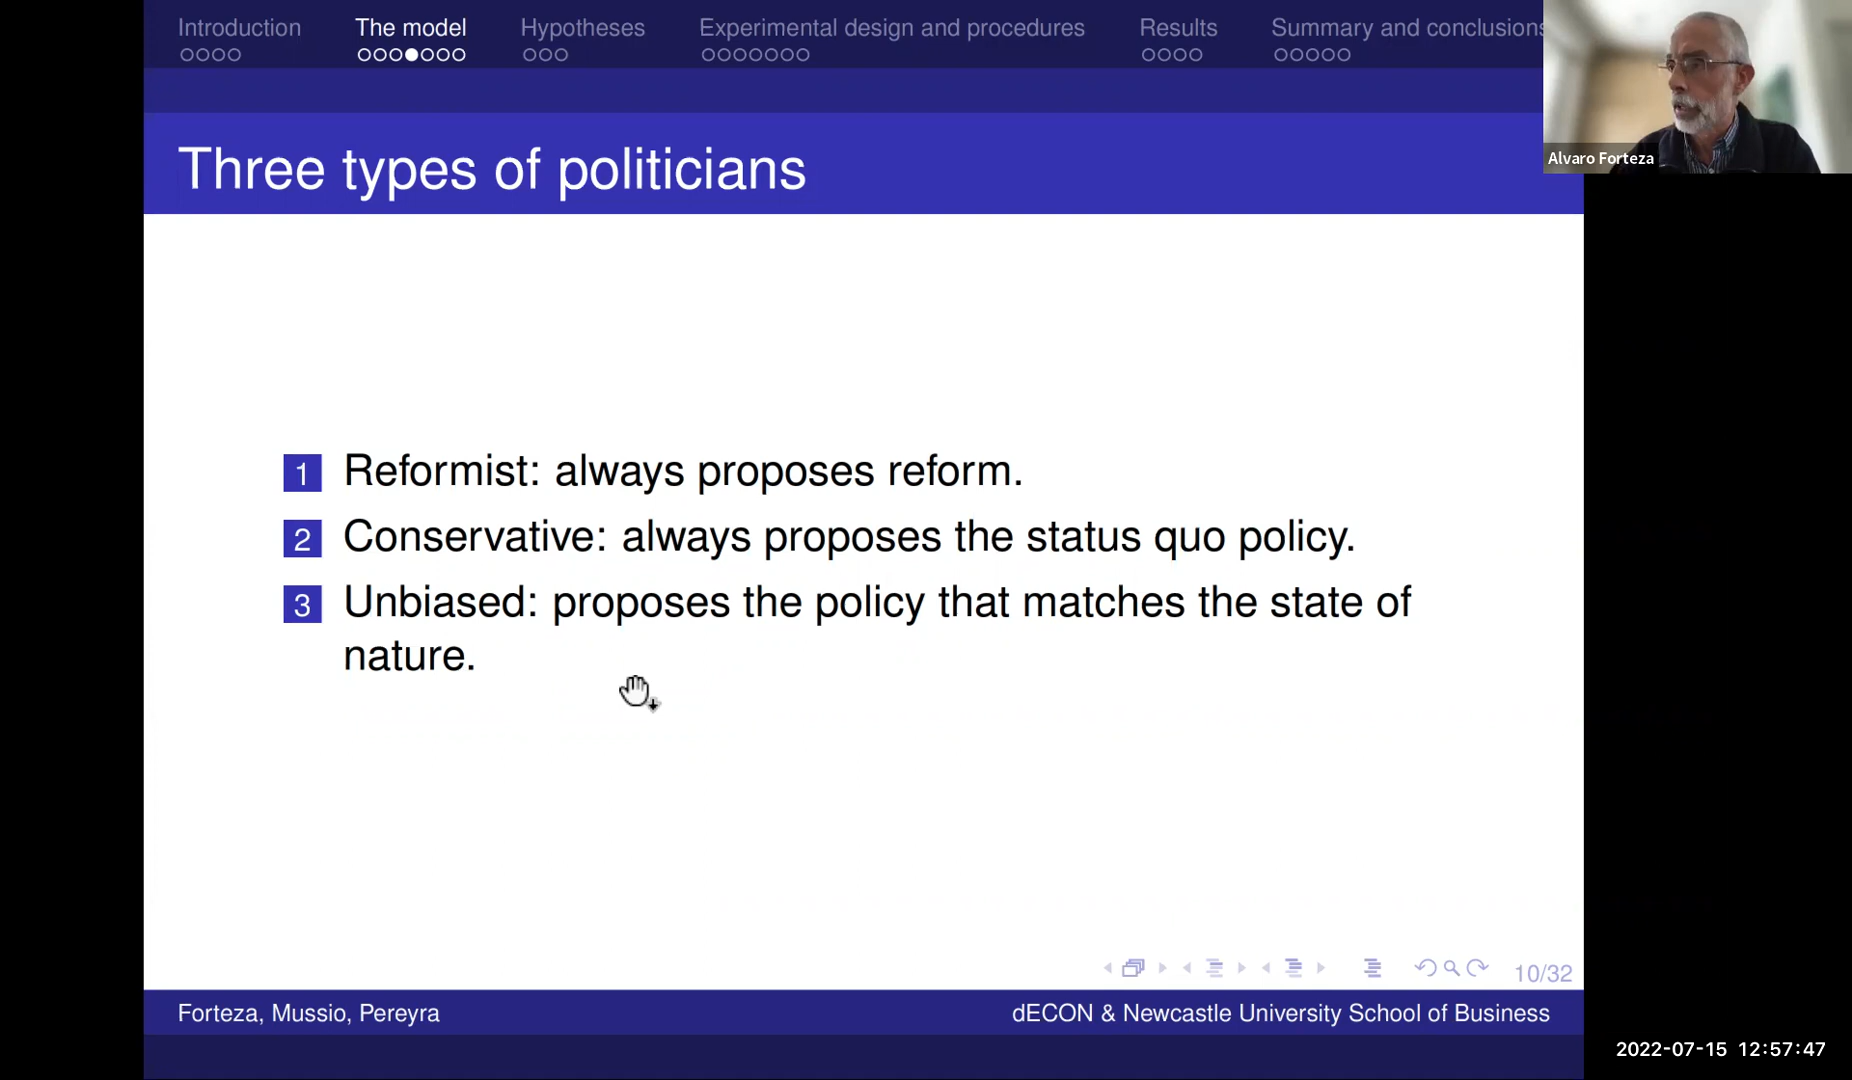 Introduction The model Hypotheses Experimental design and procedures Results Summary and conclusions
Alvaro Forteza
Three types of politicians
1 Reformist: always proposes reform.
2 Conservative: always proposes the status quo policy.
3 Unbiased: proposes the policy that matches the state of
nature.
10/32
Forteza, Mussio, Pereyra dECON & Newcastle University School of Business
2022-07-15 12:57:47